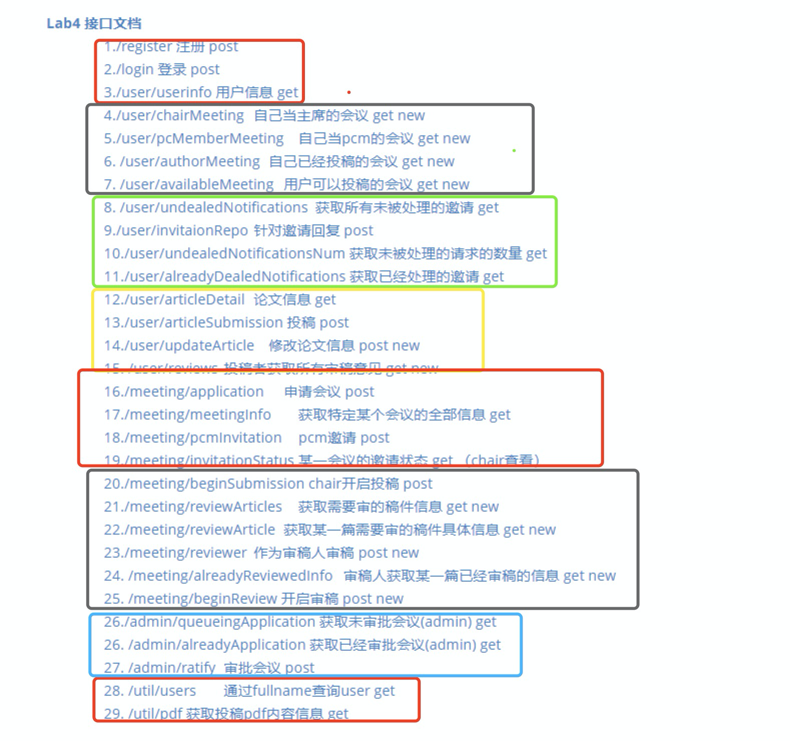 Lab4 接口文档
1./register 注册 post
2./login 登录 post
3./user/userinfo 用户信息 get
4./user/chairMeeting 自己当主席的会议 get new
5./user/pcMemberMeeting 自己当pcm的会议 get new
6. /user/authorMeeting 自己已经投稿的会议 get new
7. /user/availableMeeting 用户可以投稿的会议 get new
8. /user/undealedNotifications 获取所有未被处理的邀请 get
9./user/invitaionRepo 针对邀请回复 post
10./user/undealedNotificationsNum 获取未被处理的请求的数量 get
11./user/alreadyDealedNotifications 获取已经处理的邀请 get
12./user/articleDetail 论文信息 get
13./user/articleSubmission 投稿 post
14./user/updateArticle 修改论文信息 post new
15. /user/reviews 投稿者获取所有审稿意见 get new
16./meeting/application 申请会议 post
17./meeting/meetingInfo 获取特定某个会议的全部信息 get
18./meeting/pcmInvitation pcm邀请 post
19./meeting/invitationStatus 某一会议的邀请状态 get （chair查看）
20./meeting/beginSubmission chair开启投稿 post
21./meeting/reviewArticles 获取需要审的稿件信息 get new
22./meeting/reviewArticle 获取某一篇需要审的稿件具体信息 get new
23./meeting/reviewer 作为审稿人审稿 post new
24. /meeting/alreadyReviewedInfo 审稿人获取某一篇已经审稿的信息 get new
25. /meeting/beginReview 开启审稿 post new
26./admin/queueingApplication 获取未审批会议(admin) get
26. /admin/alreadyApplication 获取已经审批会议(admin) get
27. /admin/ratify 审批会议 post
28. /util/users 通过fullname查询user get
29. /util/pdf 获取投稿pdf内容信息 get